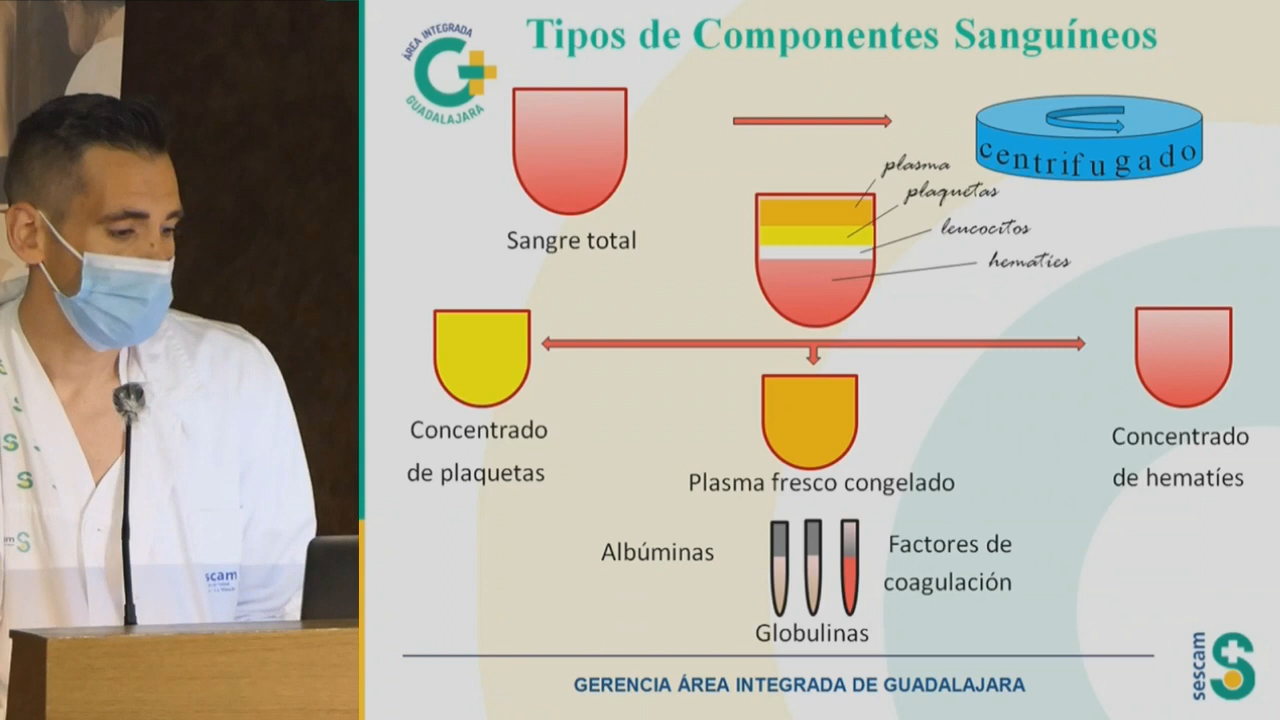 Tipos de Componentes Sanguíneos
ÁREA INTEGRADA
GUADALAJARA
centrifugado
plasma
plaquetas
leucocitos
hematíes
Sangre total
Concentrado
de plaquetas
Plasma fresco congelado
Concentrado
de hematíes
Albúminas
Factores de
coagulación
Globulinas
GERENCIA ÁREA INTEGRADA DE GUADALAJARA
sescam
scam